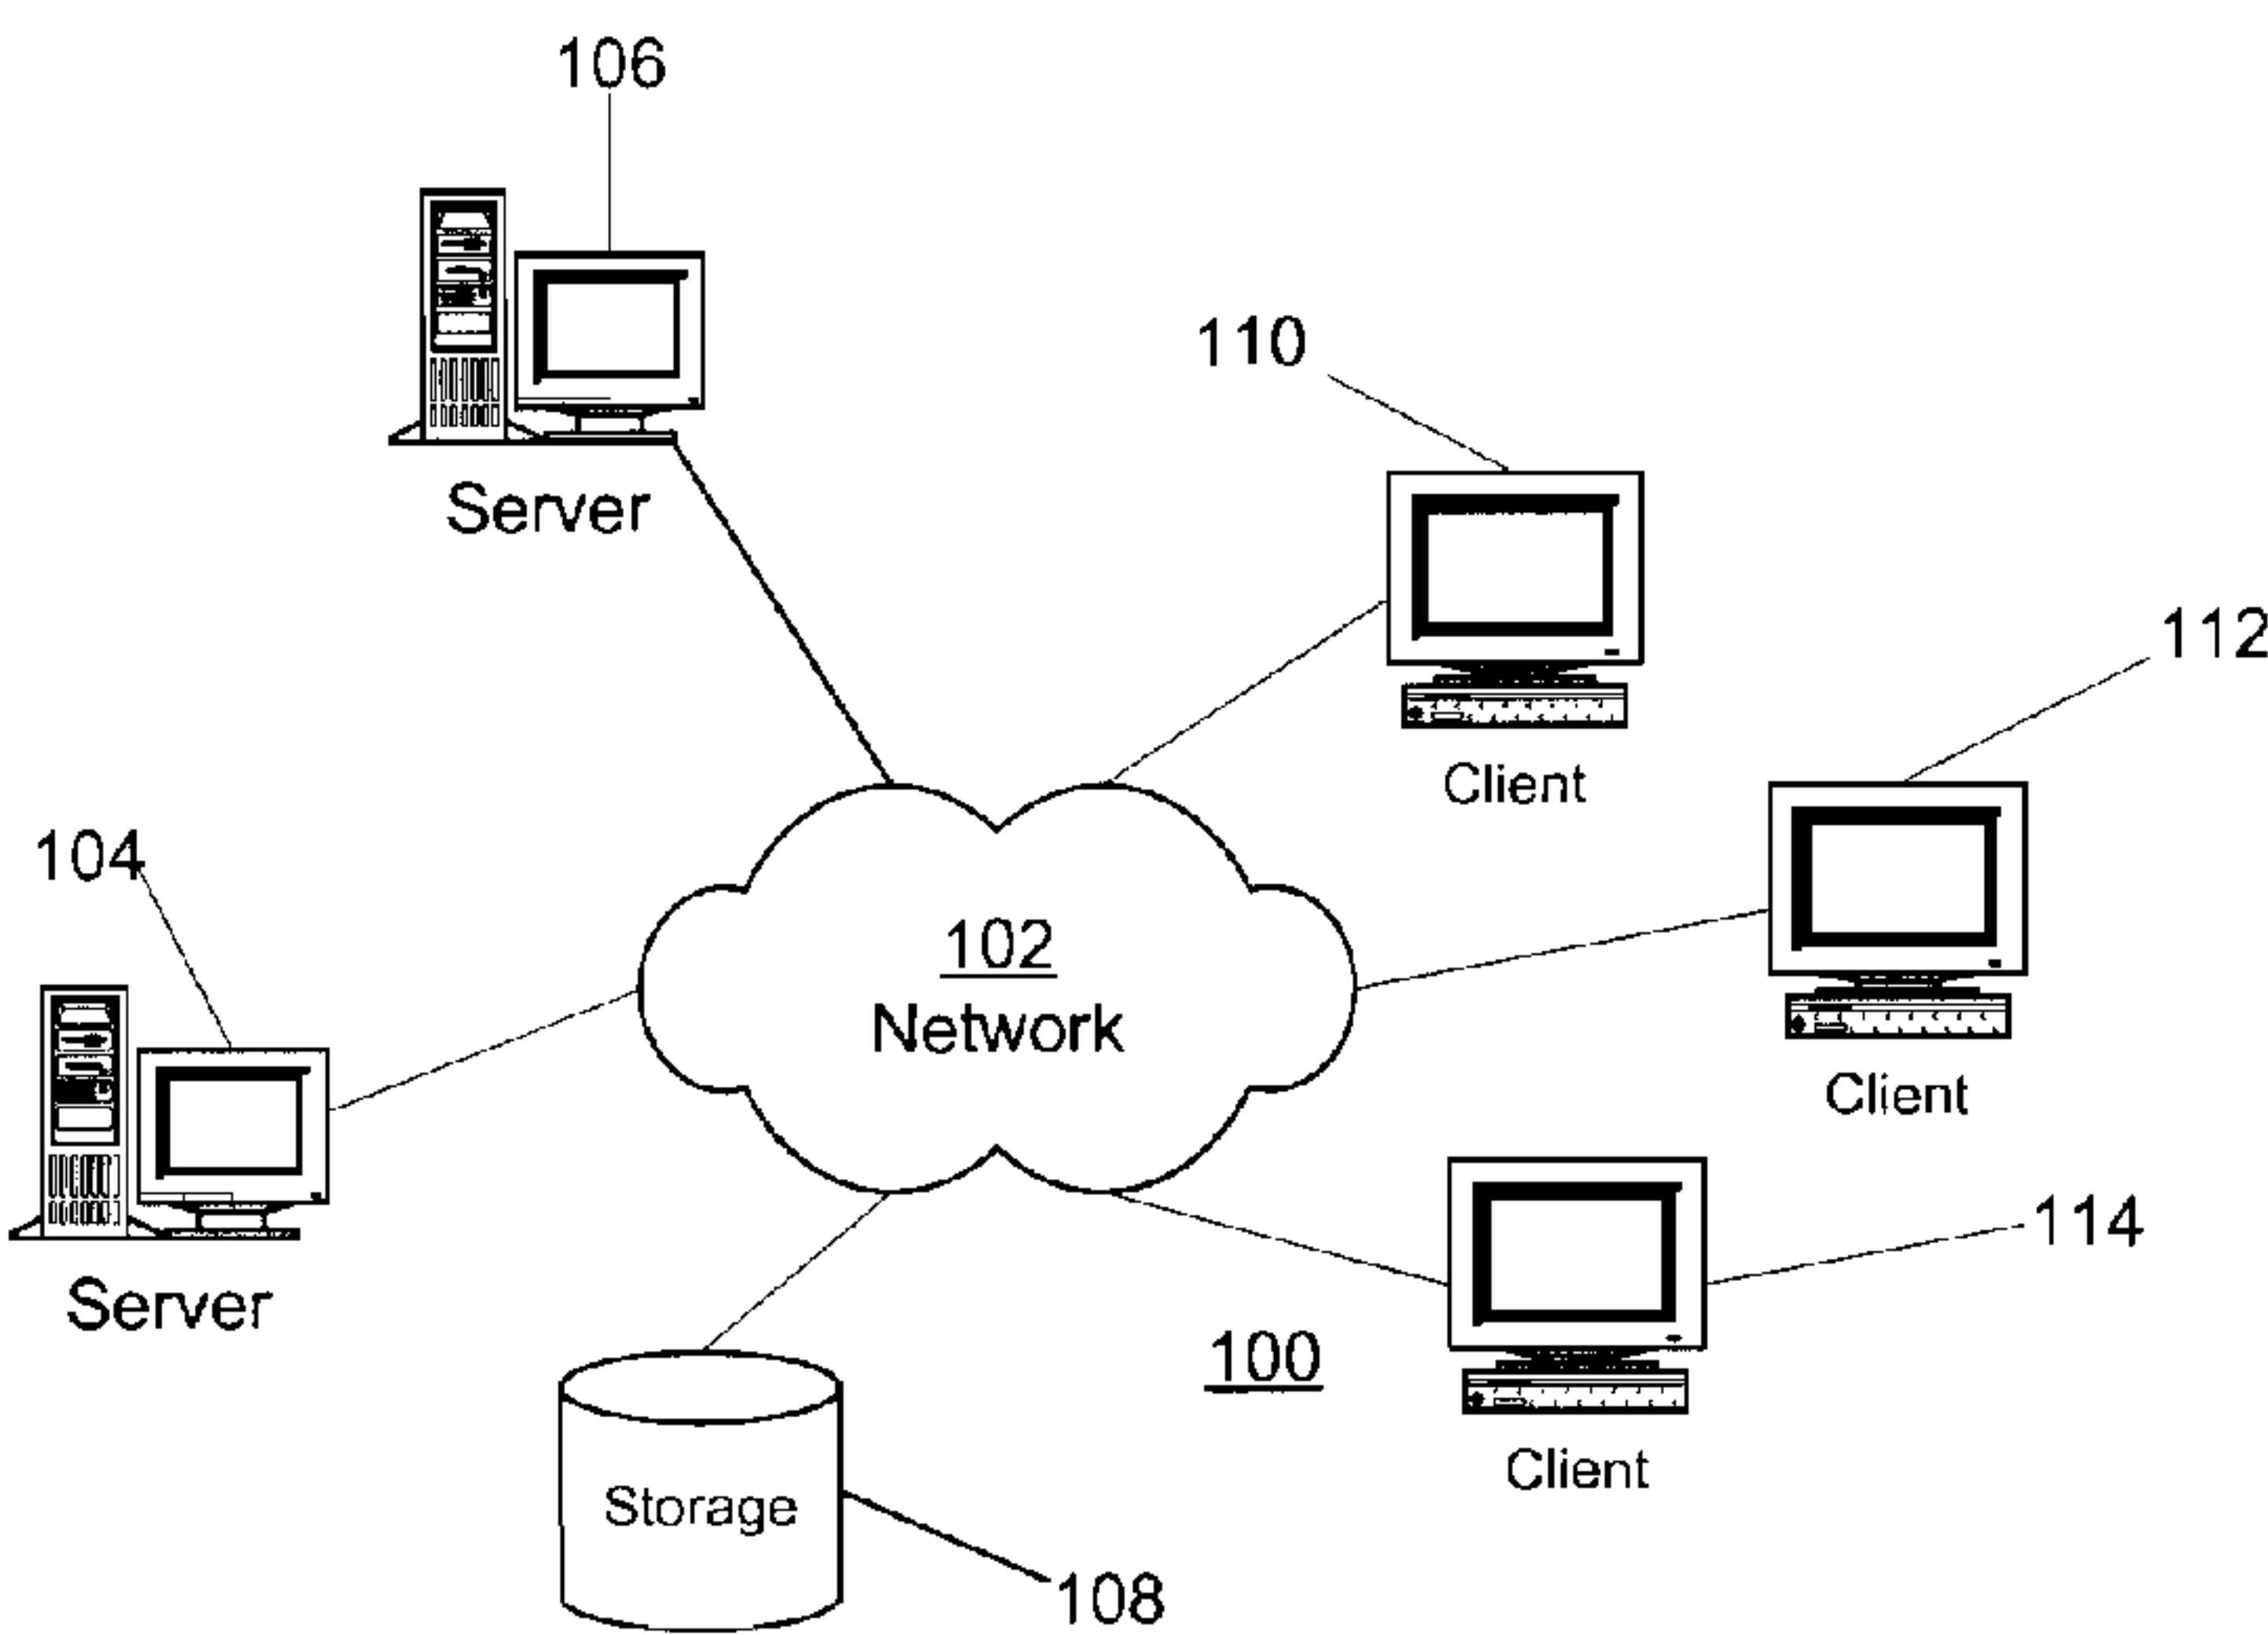 106
Server
110
Client
112
Client
104
Server
102
Network
114
Client
100
Storage
108